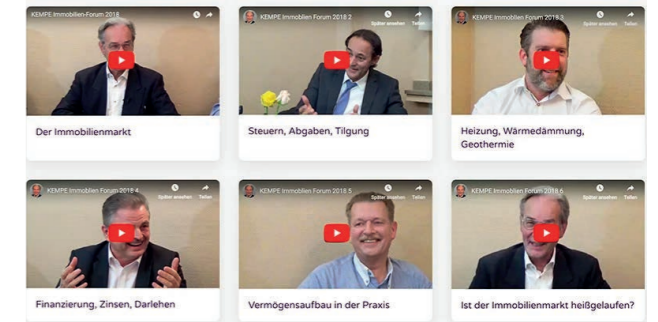 KEMPE Immobilien-Forum 2018
KEMPE Immobilien Forum 2018 2
Später ansehen
Teilen
KEMPE Immobilien Forum 2018 3
Später ansehen
Teilen
Der Immobilienmarkt
Steuern, Abgaben, Tilgung
Heizung, Wärmedämmung,
Geothermie
KEMPE Immobilien Forum 2018 4
Später ansehen
Teilen
KEMPE Immobilien Forum 2018 5
Später ansehen
Teilen
KEMPE Immobilien Forum 2018 6
Später ansehen
Teilen
Finanzierung, Zinsen, Darlehen
Vermögensaufbau in der Praxis
Ist der Immobilienmarkt heißgelaufen?